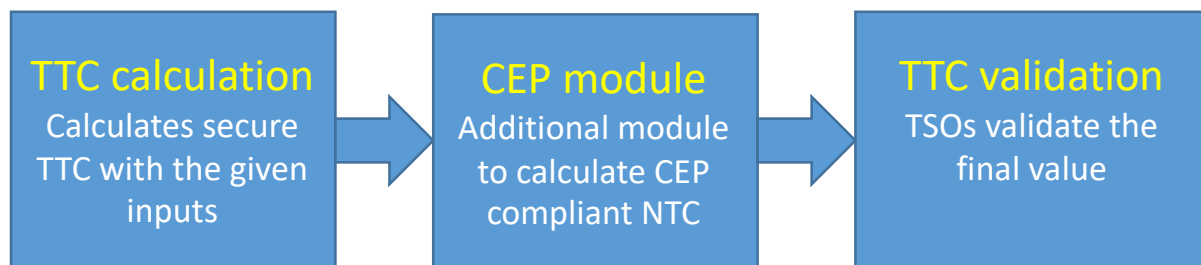 TTC calculation
Calculates secure
TTC with the given
inputs
CEP module
Additional module
to calculate CEP
compliant NTC
TTC validation
TSOs validate the
final value